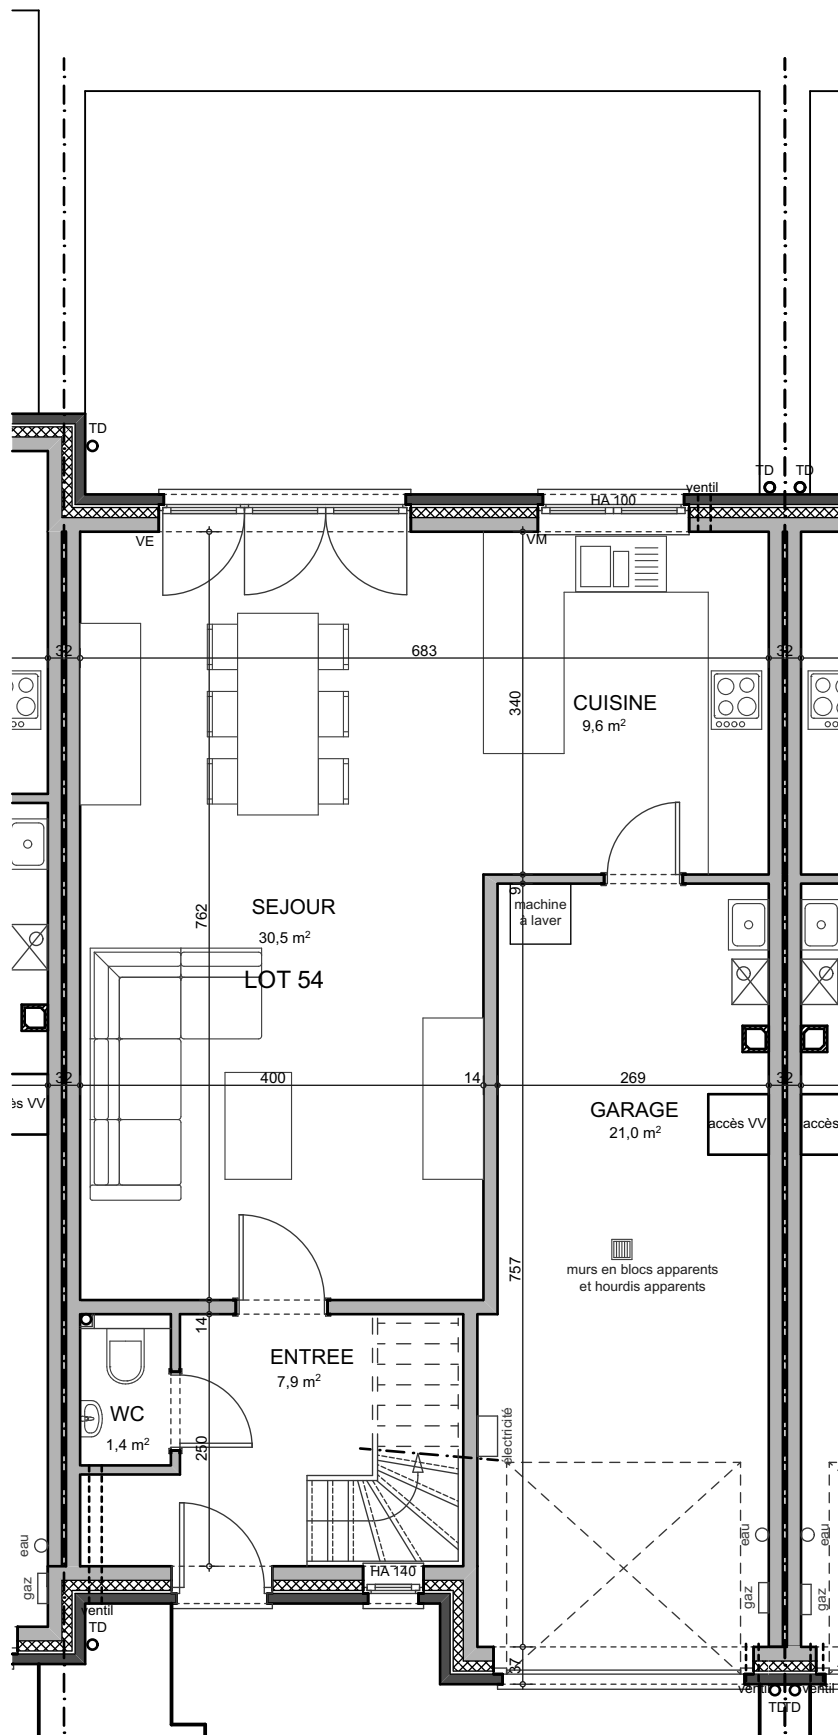 TD
TD
TD
ventil
HA 100
VE
VM
32
683
32
340
CUISINE
9,6 m²
9
machine
à laver
762
SEJOUR
30,5 m²
LOT 54
32
400
14
269
32
ès VV
GARAGE
21,0 m²
accès VV
accès
757
murs en blocs apparents
et hourdis apparents
14
ENTREE
7,9 m²
WC
1,4 m²
250
électricité
eau
gaz
HA 140
eau
eau
gaz
gaz
ventil
TD
37
ventil
ventil
TD
TD